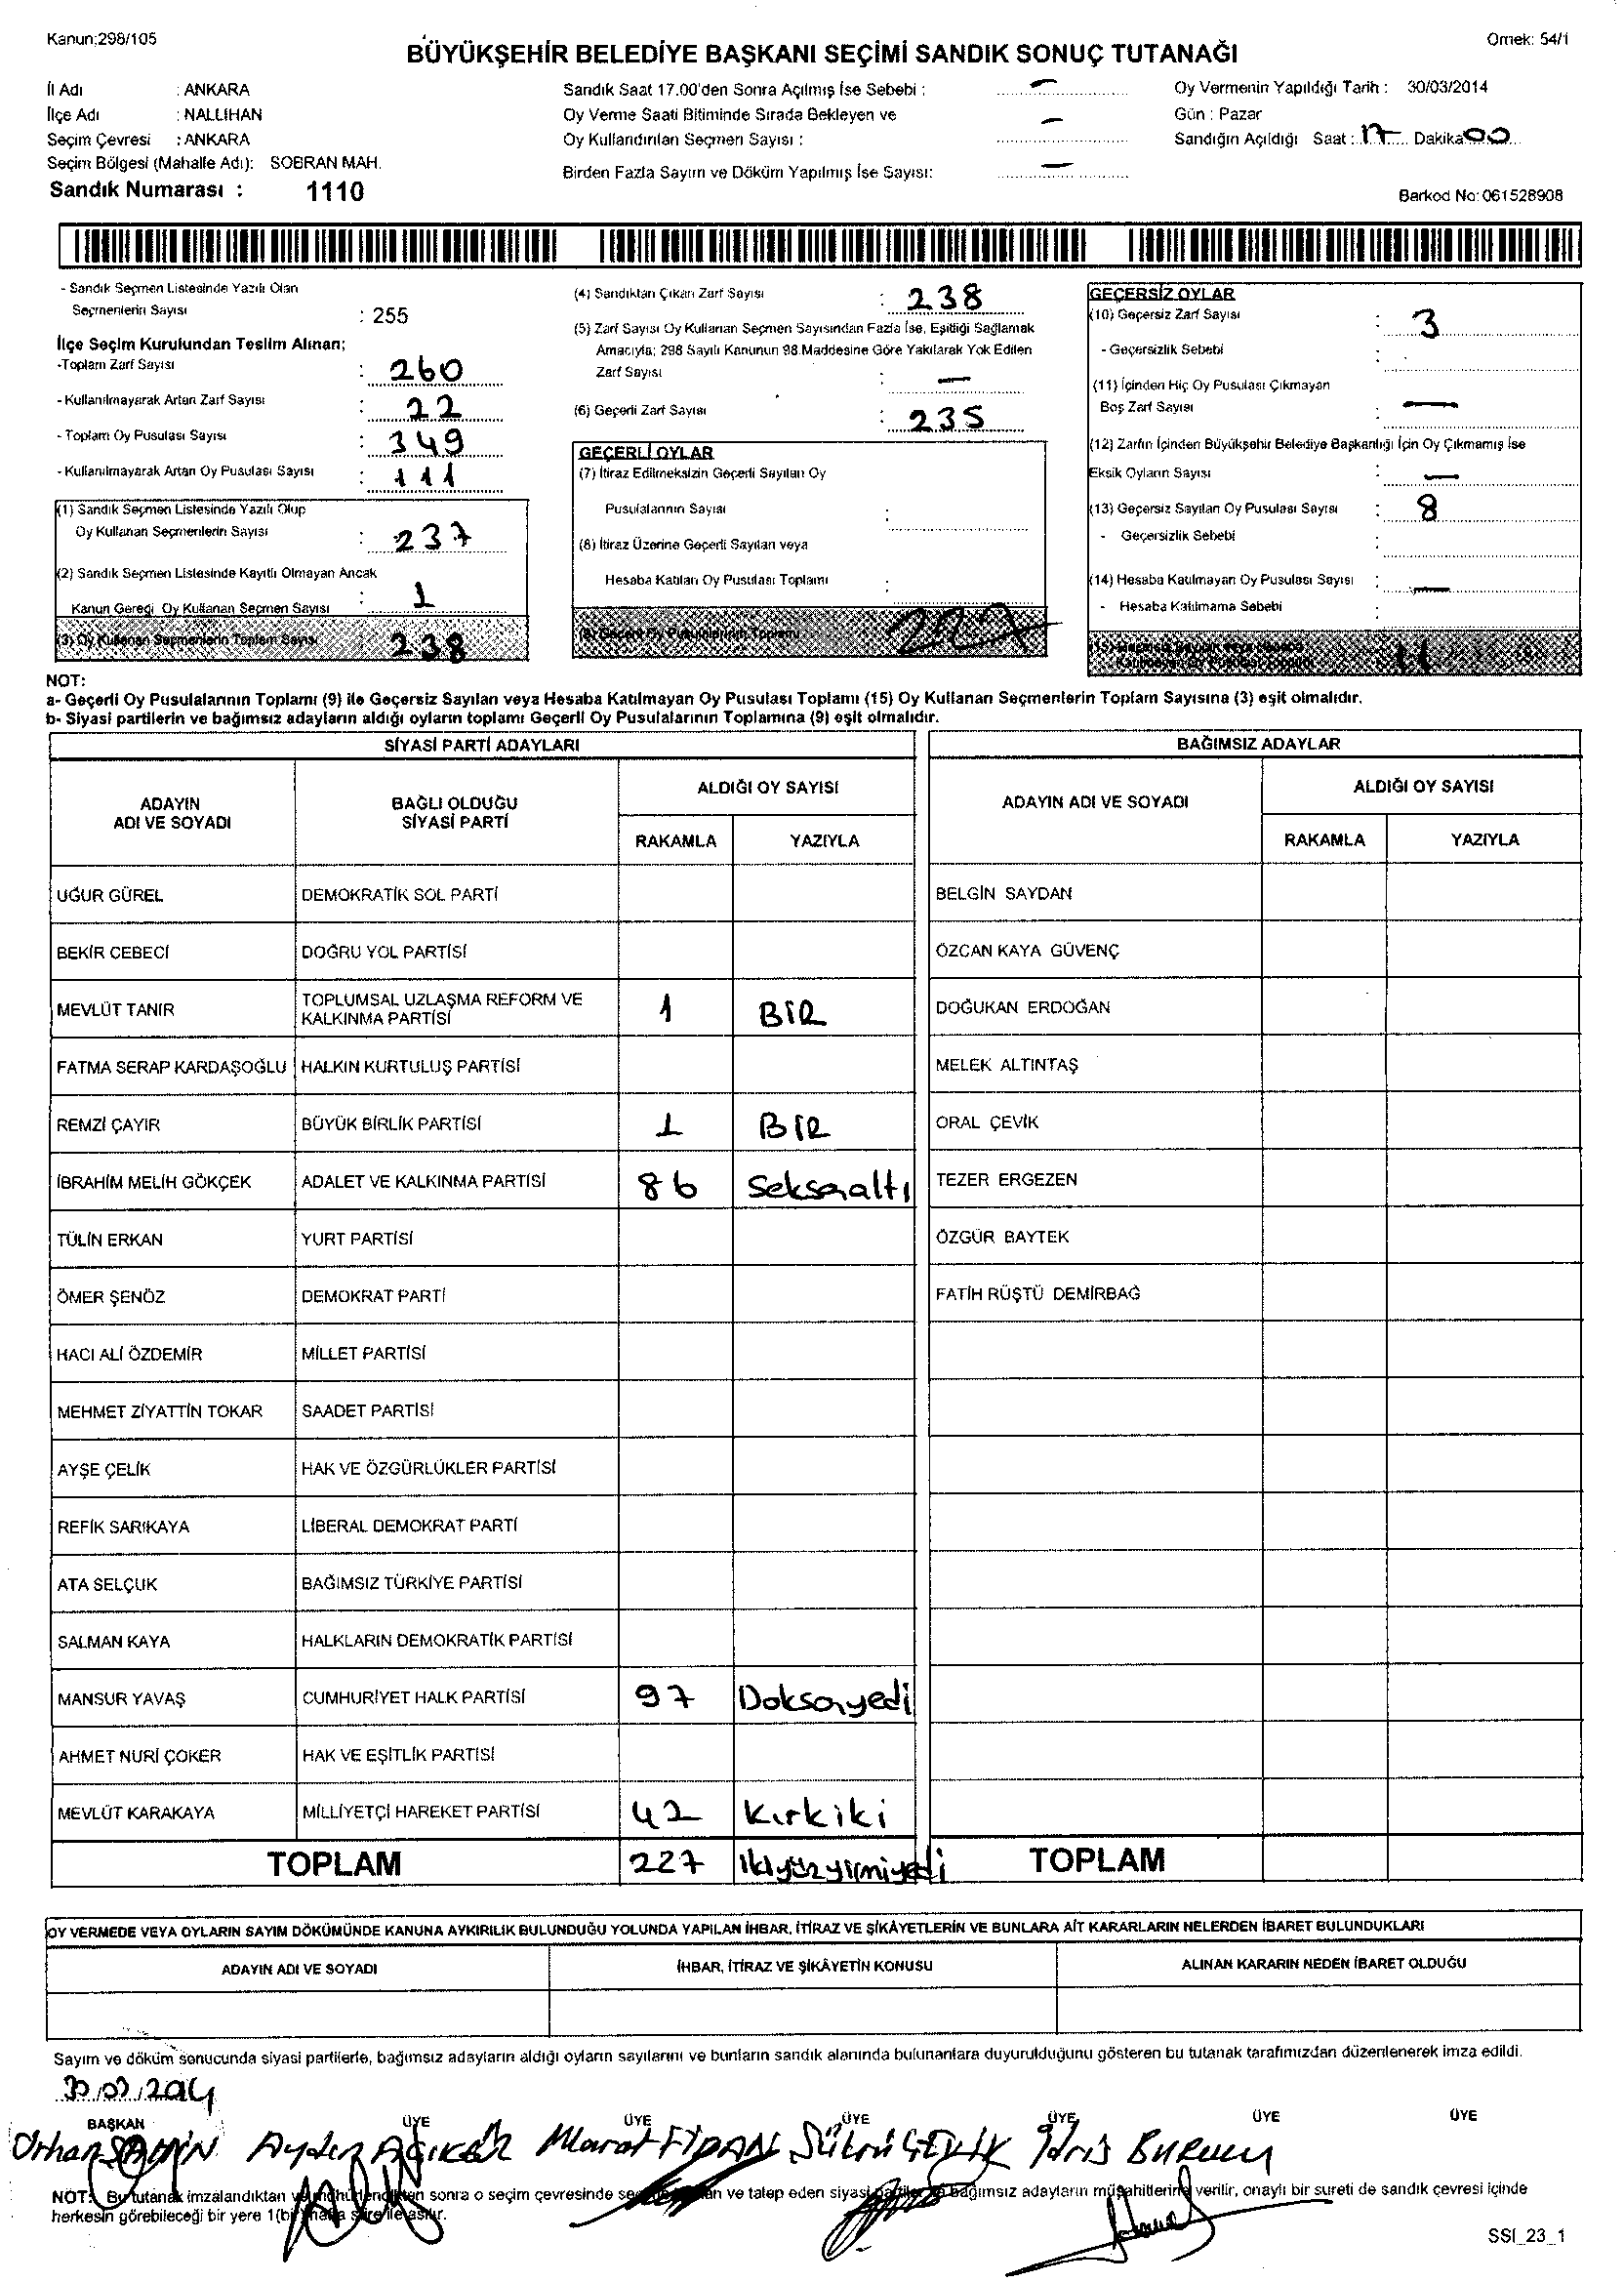 Kanun:298/105
Örnek: 54/1
BÜYÜKŞEHİR BELEDİYE BAŞKANI SEÇİMİ SANDIK SONUÇ TUTANAĞI
İl Adı : ANKARA
İlçe Adı : NALLIHAN
Seçim Çevresi : ANKARA
Seçim Bölgesi (Mahalle Adı): SOBRAN MAH.
Sandık Numarası : 1110
Sandık Saat 17.00'den Sonra Açılmış İse Sebebi : —
Oy Verme Saati Bitiminde Sırada Bekleyen ve
Oy Kullandırılan Seçmen Sayısı : —
Birden Fazla Sayım ve Döküm Yapılmış İse Sayısı: —
Oy Vermenin Yapıldığı Tarih : 30/03/2014
Gün : Pazar
Sandığın Açıldığı Saat : 17 Dakika 00
Barkod No: 061528908
- Sandık Seçmen Listesinde Yazılı Olan
Seçmenlerin Sayısı : 255
İlçe Seçim Kurulundan Teslim Alınan;
-Toplam Zarf Sayısı : 260
- Kullanılmayarak Artan Zarf Sayısı : 22
- Toplam Oy Pusulası Sayısı : 349
- Kullanılmayarak Artan Oy Pusulası Sayısı : 111
(1) Sandık Seçmen Listesinde Yazılı Olup
Oy Kullanan Seçmenlerin Sayısı : 237
(2) Sandık Seçmen Listesinde Kayıtlı Olmayan Ancak
Kanun Gereği Oy Kullanan Seçmen Sayısı : 1
(3) Oy Kullanan Seçmenlerin Toplam Sayısı 238
(4) Sandıktan Çıkan Zarf Sayısı : 238
(5) Zarf Sayısı Oy Kullanan Seçmen Sayısından Fazla İse, Eşitliği Sağlamak
Amacıyla; 298 Sayılı Kanunun 98.Maddesine Göre Yakılarak Yok Edilen
Zarf Sayısı : —
(6) Geçerli Zarf Sayısı : 235
GEÇERLİ OYLAR
(7) İtiraz Edilmeksizin Geçerli Sayılan Oy
Pusulalarının Sayısı :
(8) İtiraz Üzerine Geçerli Sayılan veya
Hesaba Katılan Oy Pusulası Toplamı :
(9) Geçerli Oy Pusulalarının Toplamı 227
GEÇERSİZ OYLAR
(10) Geçersiz Zarf Sayısı : 3
- Geçersizlik Sebebi :
(11) İçinden Hiç Oy Pusulası Çıkmayan
Boş Zarf Sayısı : —
(12) Zarfın İçinden Büyükşehir Belediye Başkanlığı İçin Oy Çıkmamış İse
Eksik Oyların Sayısı : —
(13) Geçersiz Sayılan Oy Pusulası Sayısı : 8
- Geçersizlik Sebebi :
(14) Hesaba Katılmayan Oy Pusulası Sayısı : —
- Hesaba Katılmama Sebebi :
(15) Geçersiz Sayılan veya Hesaba
Katılmayan Oy Pusulası Toplamı 11
NOT:
a- Geçerli Oy Pusulalarının Toplamı (9) ile Geçersiz Sayılan veya Hesaba Katılmayan Oy Pusulası Toplamı (15) Oy Kullanan Seçmenlerin Toplam Sayısına (3) eşit olmalıdır.
b- Siyasi partilerin ve bağımsız adayların aldığı oyların toplamı Geçerli Oy Pusulalarının Toplamına (9) eşit olmalıdır.
SİYASİ PARTİ ADAYLARI
ADAYIN
ADI VE SOYADI
BAĞLI OLDUĞU
SİYASİ PARTİ
ALDIĞI OY SAYISI
RAKAMLA YAZIYLA
UĞUR GÜREL DEMOKRATİK SOL PARTİ
BEKİR CEBECİ DOĞRU YOL PARTİSİ
MEVLÜT TANIR TOPLUMSAL UZLAŞMA REFORM VE
KALKINMA PARTİSİ 1 BİR
FATMA SERAP KARDAŞOĞLU HALKIN KURTULUŞ PARTİSİ
REMZİ ÇAYIR BÜYÜK BİRLİK PARTİSİ 1 BİR
İBRAHİM MELİH GÖKÇEK ADALET VE KALKINMA PARTİSİ 86 Seksenaltı
TÜLİN ERKAN YURT PARTİSİ
ÖMER ŞENÖZ DEMOKRAT PARTİ
HACI ALİ ÖZDEMİR MİLLET PARTİSİ
MEHMET ZİYATTİN TOKAR SAADET PARTİSİ
AYŞE ÇELİK HAK VE ÖZGÜRLÜKLER PARTİSİ
REFİK SARIKAYA LİBERAL DEMOKRAT PARTİ
ATA SELÇUK BAĞIMSIZ TÜRKİYE PARTİSİ
SALMAN KAYA HALKLARIN DEMOKRATİK PARTİSİ
MANSUR YAVAŞ CUMHURİYET HALK PARTİSİ 97 Doksanyedi
AHMET NURİ ÇOKER HAK VE EŞİTLİK PARTİSİ
MEVLÜT KARAKAYA MİLLİYETÇİ HAREKET PARTİSİ 42 Kırkiki
TOPLAM 227 İkiyüzyirmiyedi
BAĞIMSIZ ADAYLAR
ADAYIN ADI VE SOYADI
ALDIĞI OY SAYISI
RAKAMLA YAZIYLA
BELGİN SAYDAN
ÖZCAN KAYA GÜVENÇ
DOĞUKAN ERDOĞAN
MELEK ALTINTAŞ
ORAL ÇEVİK
TEZER ERGEZEN
ÖZGÜR BAYTEK
FATİH RÜŞTÜ DEMİRBAĞ
TOPLAM
OY VERMEDE VEYA OYLARIN SAYIM DÖKÜMÜNDE KANUNA AYKIRILIK BULUNDUĞU YOLUNDA YAPILAN İHBAR, İTİRAZ VE ŞİKÂYETLERİN VE BUNLARA AİT KARARLARIN NELERDEN İBARET BULUNDUKLARI
ADAYIN ADI VE SOYADI İHBAR, İTİRAZ VE ŞİKÂYETİN KONUSU ALINAN KARARIN NEDEN İBARET OLDUĞU
Sayım ve döküm sonucunda siyasi partilerle, bağımsız adayların aldığı oyların sayılarını ve bunların sandık alanında bulunanlara duyurulduğunu gösteren bu tutanak tarafımızdan düzenlenerek imza edildi.
30.03.2014
BAŞKAN ÜYE ÜYE ÜYE ÜYE ÜYE ÜYE
Orhan ŞAHİN Murat FİDAN Şükrü ÇEVİK İdris
NOT: Bu tutanak imzalandıktan ve mühürlendikten sonra o seçim çevresinde ve talep eden siyasi partiler ve bağımsız adayların müşahitlerine verilir, onaylı bir sureti de sandık çevresi içinde
herkesin görebileceği bir yere 1(bir) hafta süre ile asılır.
SSI_23_1